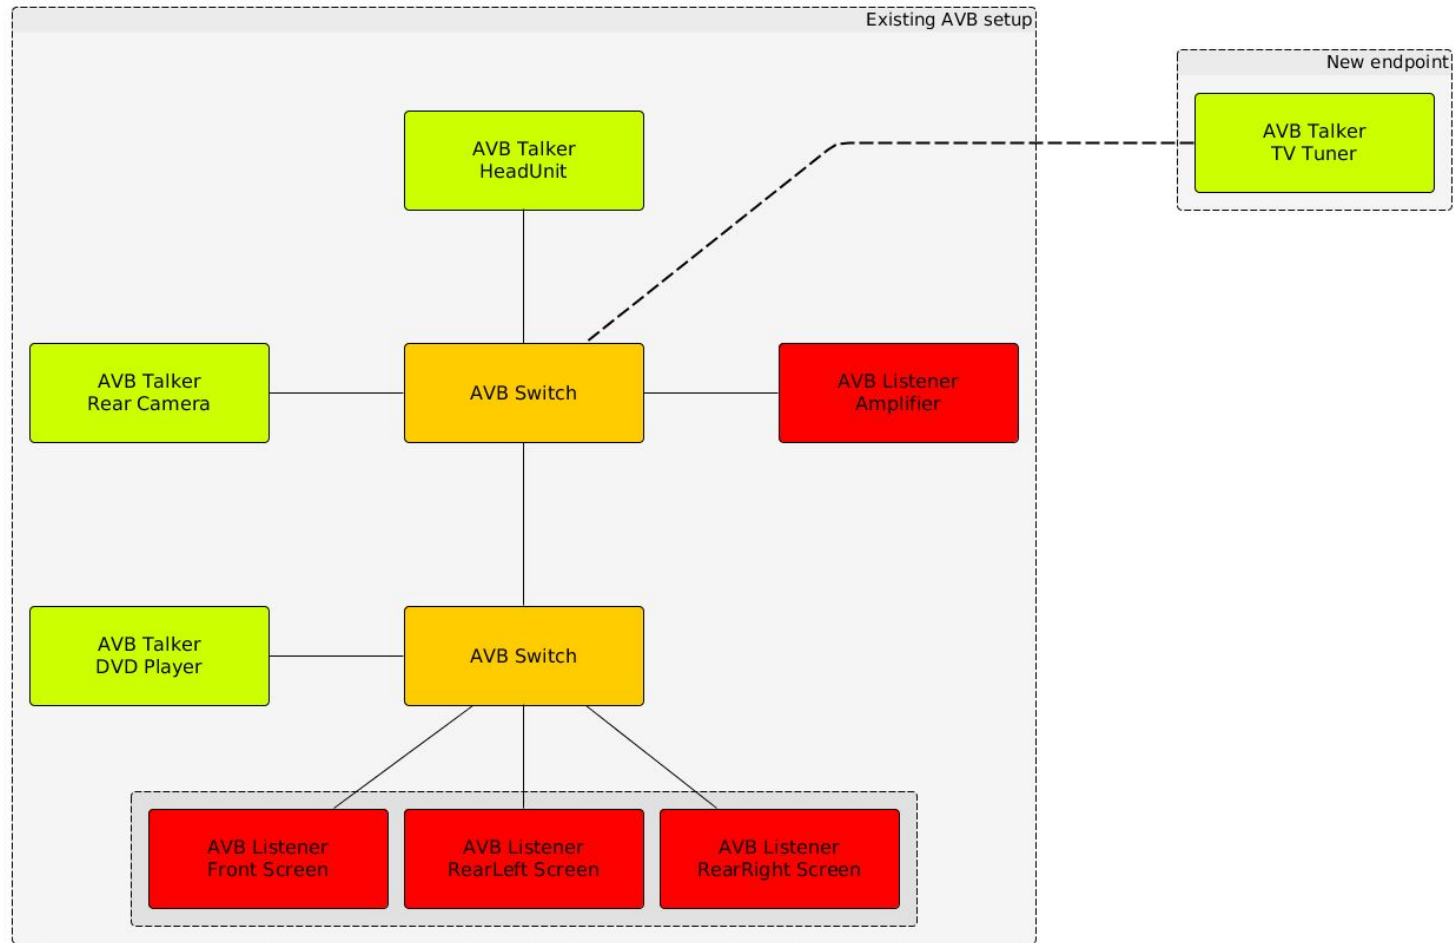 Existing AVB setup
New endpoint
AVB Talker
TV Tuner
AVB Talker
HeadUnit
AVB Talker
Rear Camera
AVB Switch
AVB Listener
Amplifier
AVB Talker
DVD Player
AVB Switch
AVB Listener
Front Screen
AVB Listener
RearLeft Screen
AVB Listener
RearRight Screen